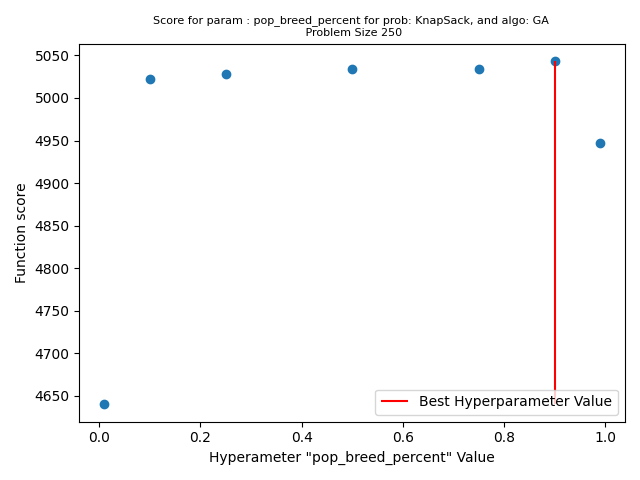 Score for param : pop_breed_percent for prob: KnapSack, and algo: GA
Problem Size 250
5050
5000
4950
4900
4850
4800
4750
4700
4650
Function score
Best Hyperparameter Value
0.0 0.2 0.4 0.6 0.8 1.0
Hyperameter "pop_breed_percent" Value